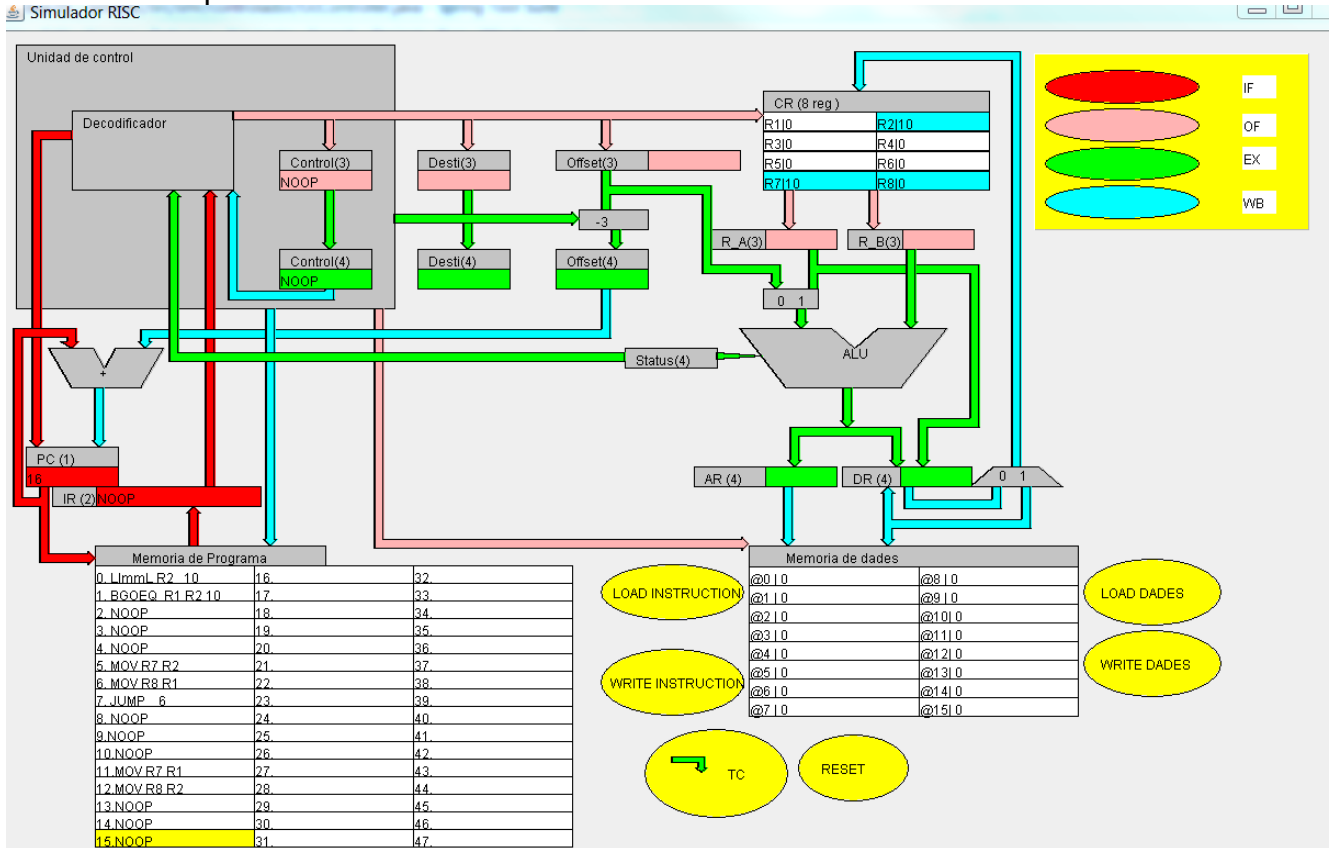 Simulador RISC
Unidad de control
Decodificador
Control(3)
NOOP
Desti(3)
Offset(3)
-3
Control(4)
NOOP
Desti(4)
Offset(4)
CR (8 reg )
R1|0 R2|10
R3|0 R4|0
R5|0 R6|0
R7|10 R8|0
R_A(3)
R_B(3)
0 1
ALU
Status(4)
+
PC (1)
16
IR (2) NOOP
AR (4)
DR (4)
0 1
IF
OF
EX
WB
Memoria de Programa
0. LImmL R2 10 16. 32.
1. BGOEQ R1 R2 10 17. 33.
2. NOOP 18. 34.
3. NOOP 19. 35.
4. NOOP 20. 36.
5. MOV R7 R2 21. 37.
6. MOV R8 R1 22. 38.
7. JUMP 6 23. 39.
8. NOOP 24. 40.
9.NOOP 25. 41.
10.NOOP 26. 42.
11.MOV R7 R1 27. 43.
12.MOV R8 R2 28. 44.
13.NOOP 29. 45.
14.NOOP 30. 46.
15.NOOP 31. 47.
LOAD INSTRUCTION
WRITE INSTRUCTION
Memoria de dades
@0 | 0 @8 | 0
@1 | 0 @9 | 0
@2 | 0 @10| 0
@3 | 0 @11| 0
@4 | 0 @12| 0
@5 | 0 @13| 0
@6 | 0 @14| 0
@7 | 0 @15| 0
LOAD DADES
WRITE DADES
TC
RESET